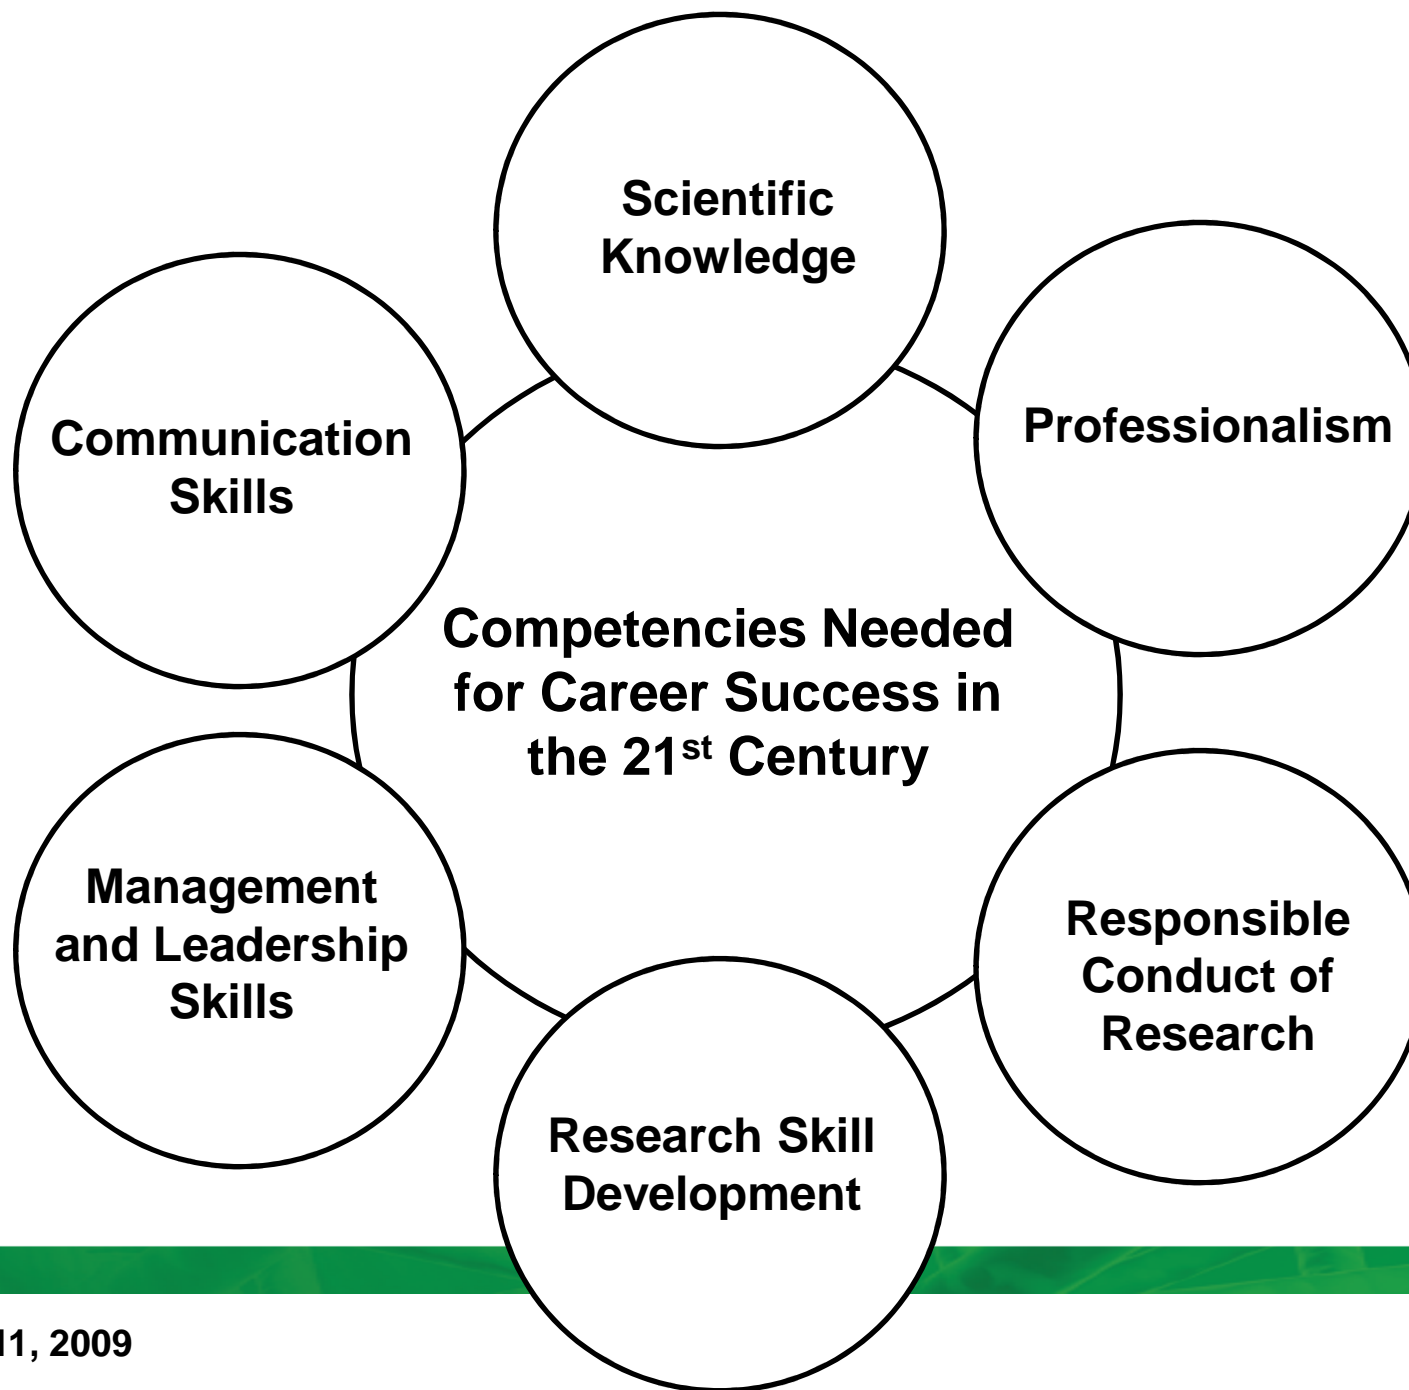 Scientific
Knowledge
Professionalism
Communication
Skills
Competencies Needed
for Career Success in
the 21st Century
Management
and Leadership
Skills
Responsible
Conduct of
Research
Research Skill
Development
11, 2009